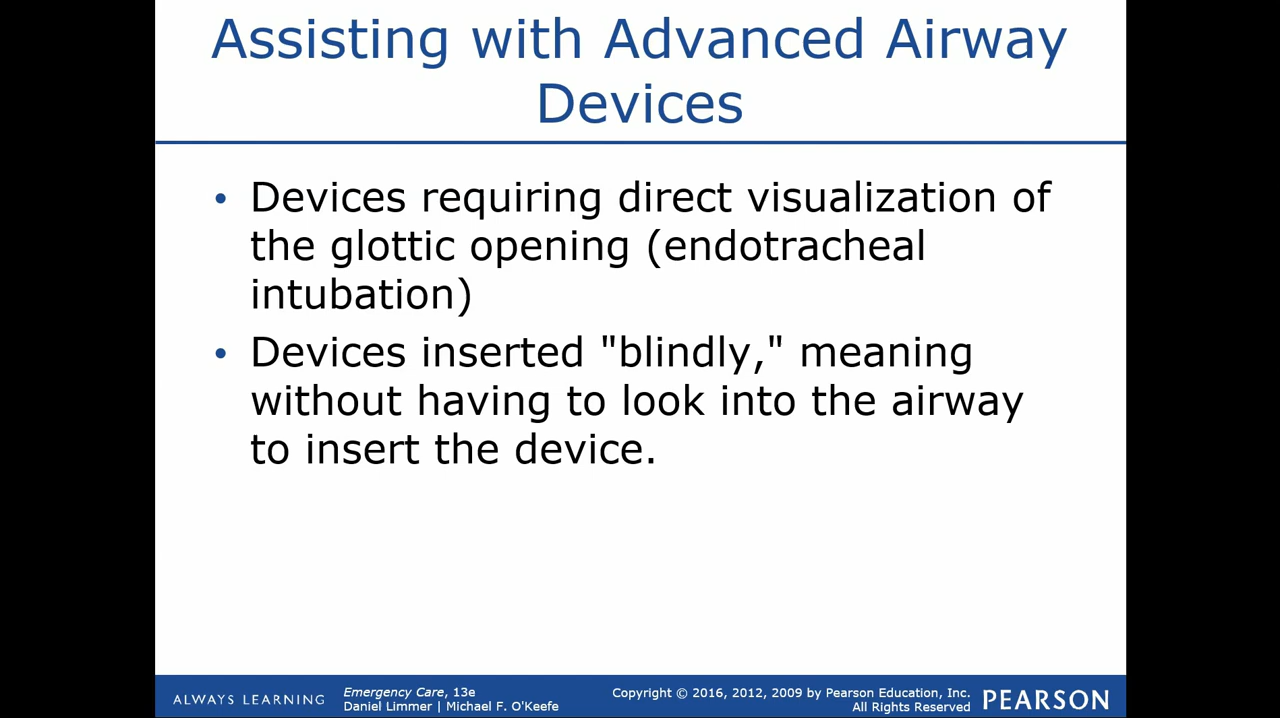 Assisting with Advanced Airway
Devices
• Devices requiring direct visualization of
the glottic opening (endotracheal
intubation)
• Devices inserted "blindly," meaning
without having to look into the airway
to insert the device.
ALWAYS LEARNING
Emergency Care, 13e
Daniel Limmer | Michael F. O'Keefe
Copyright © 2016, 2012, 2009 by Pearson Education, Inc.
All Rights Reserved
PEARSON